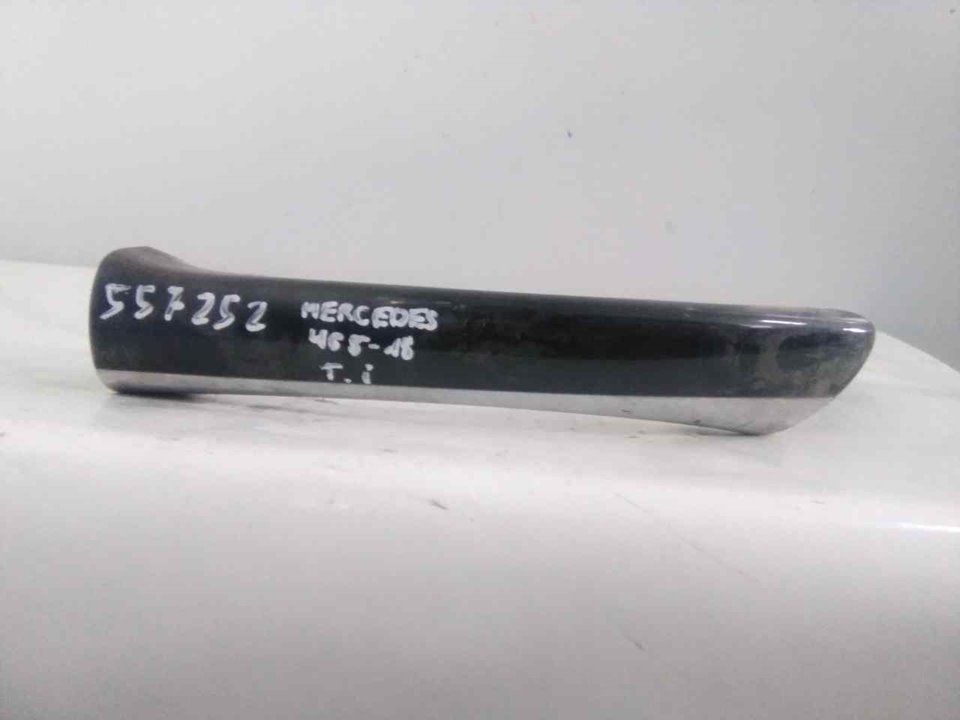 557252
MERCEDES
465-18
T.i